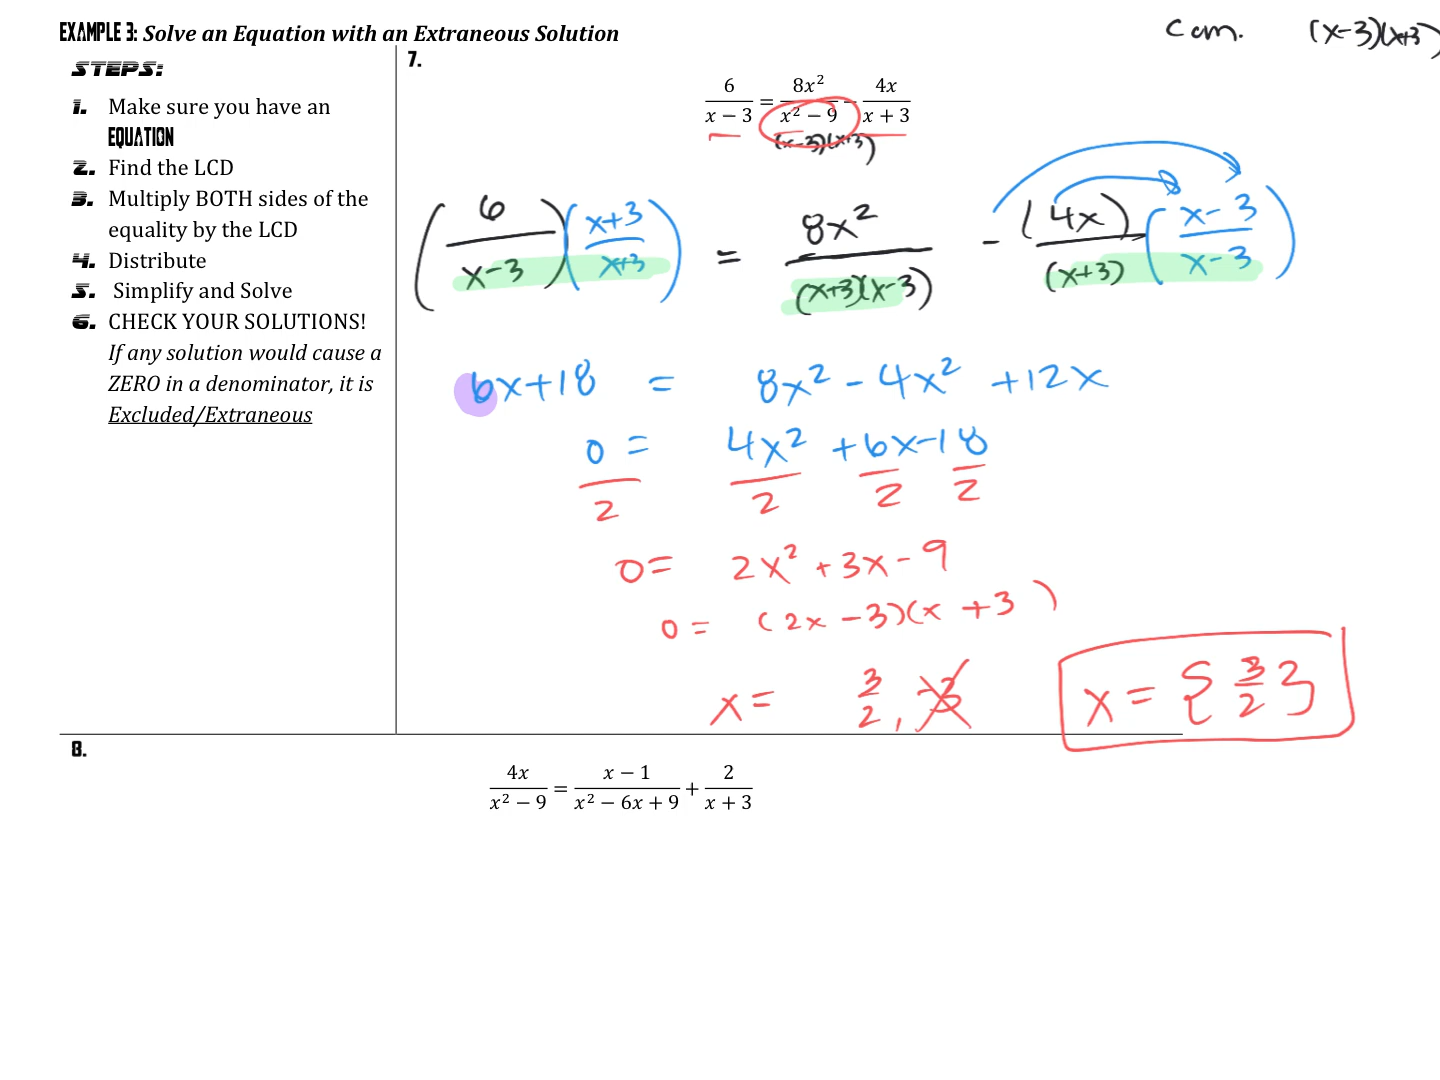 EXAMPLE 3: Solve an Equation with an Extraneous Solution
com. (x-3)(x+3)
STEPS:
1. Make sure you have an
EQUATION
2. Find the LCD
3. Multiply BOTH sides of the
equality by the LCD
4. Distribute
5. Simplify and Solve
6. CHECK YOUR SOLUTIONS!
If any solution would cause a
ZERO in a denominator, it is
Excluded/Extraneous
7.
6/(x − 3) = 8x²/(x² − 9) − 4x/(x + 3)
(x-3)(x+3)
(6/(x-3))((x+3)/(x+3)) = 8x²/((x+3)(x-3)) - (4x)/(x+3) ((x-3)/(x-3))
6x+18 = 8x² - 4x² +12x
0 = 4x² +6x-18
2 2 2 2
0= 2x² +3x-9
0= (2x-3)(x+3)
x= 3/2, -3
x = {3/2}
8.
4x/(x² − 9) = (x − 1)/(x² − 6x + 9) + 2/(x + 3)